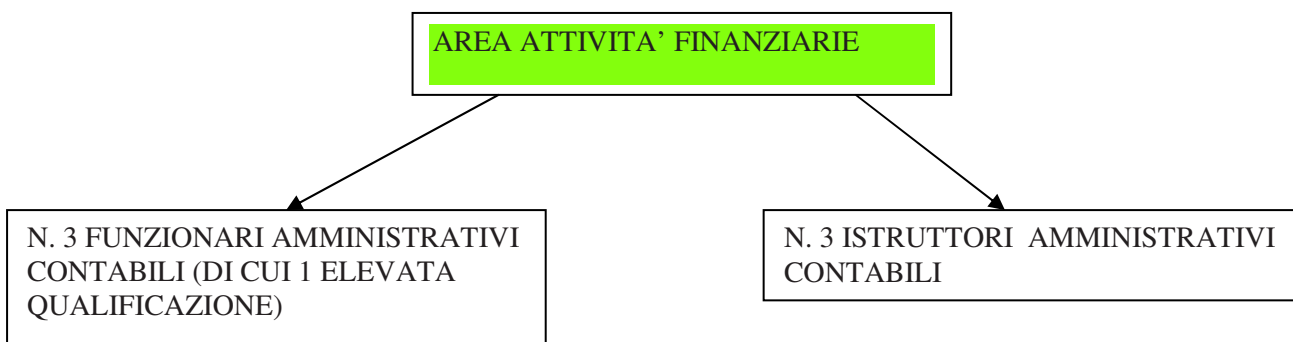 AREA ATTIVITA’ FINANZIARIE
N. 3 FUNZIONARI AMMINISTRATIVI
CONTABILI (DI CUI 1 ELEVATA
QUALIFICAZIONE)
N. 3 ISTRUTTORI AMMINISTRATIVI
CONTABILI